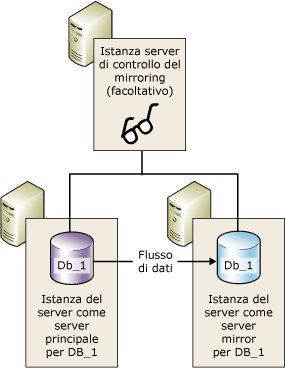 Istanza server
di controllo del
mirroring
(facoltativo)
Db_1
Flusso
di dati
Db_1
Istanza del
server come
server
principale
per DB_1
Istanza del
server come
server
mirror
per DB_1